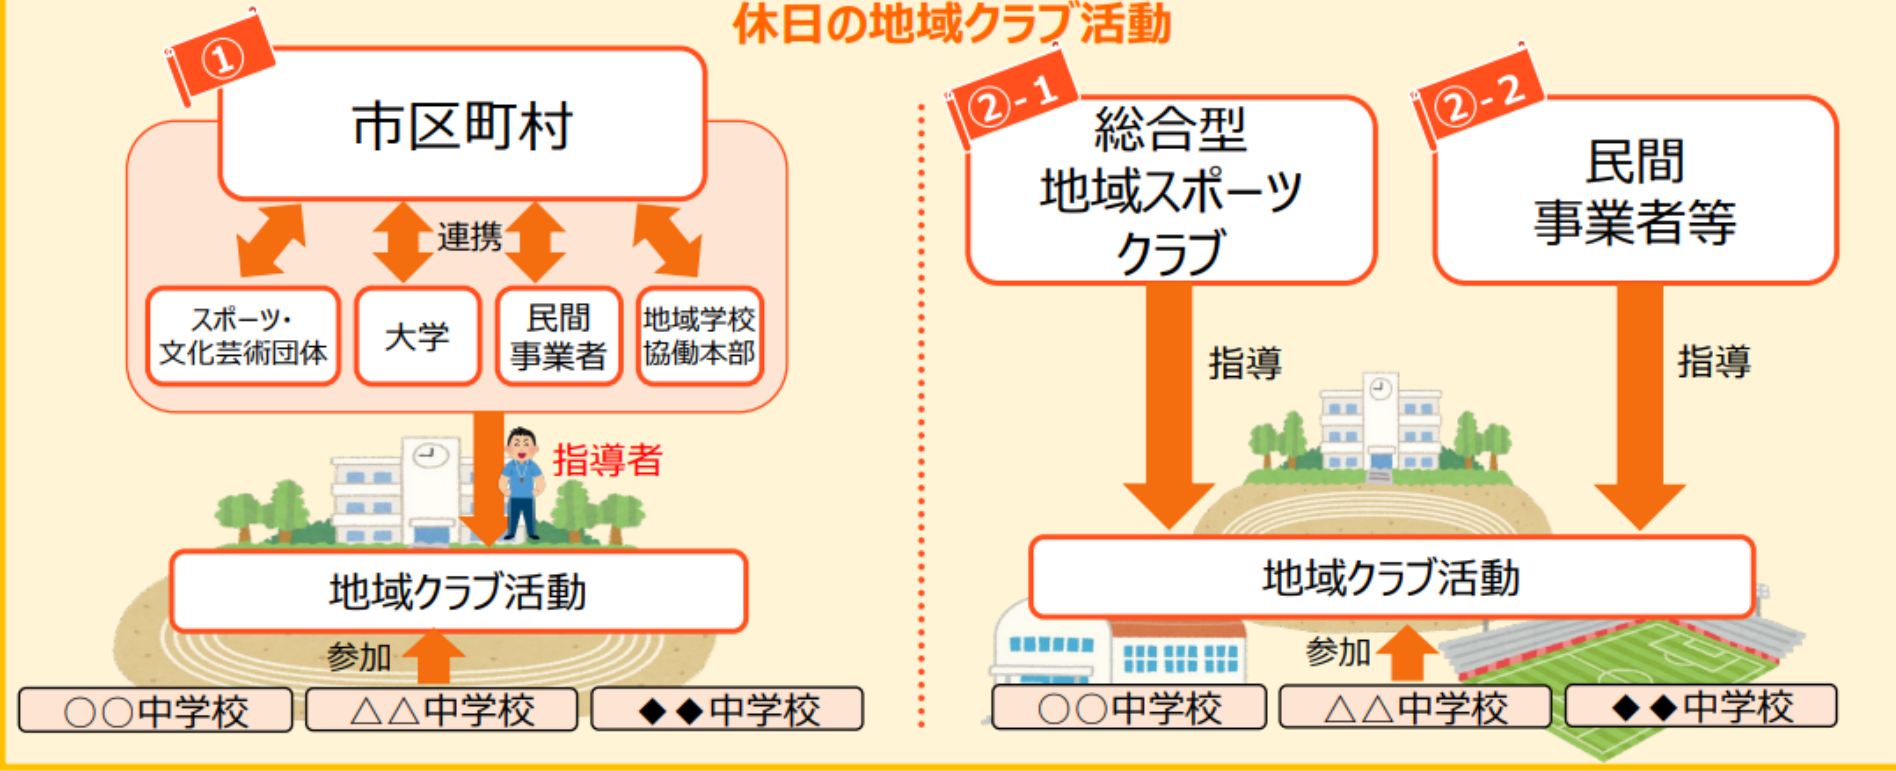 休日の地域クラブ活動
①
市区町村
連携
スポーツ・
文化芸術団体
大学
民間
事業者
地域学校
協働本部
指導者
地域クラブ活動
参加
○○中学校
△△中学校
◆◆中学校
②-1
総合型
地域スポーツ
クラブ
指導
②-2
民間
事業者等
指導
地域クラブ活動
参加
○○中学校
△△中学校
◆◆中学校